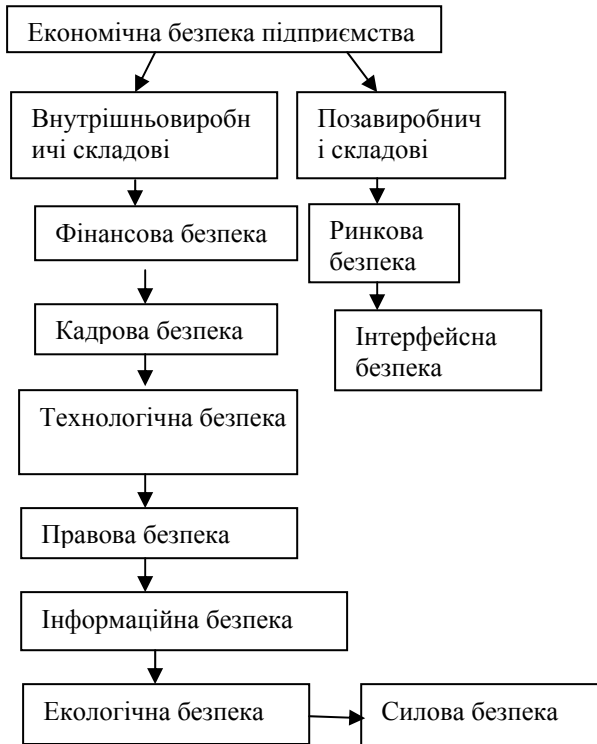 Економічна безпека підприємства
Внутрішньовиробн
ичі складові
Позавиробнич
і складові
Фінансова безпека
Ринкова
безпека
Кадрова безпека
Інтерфейсна
безпека
Технологічна безпека
Правова безпека
Інформаційна безпека
Екологічна безпека
Силова безпека